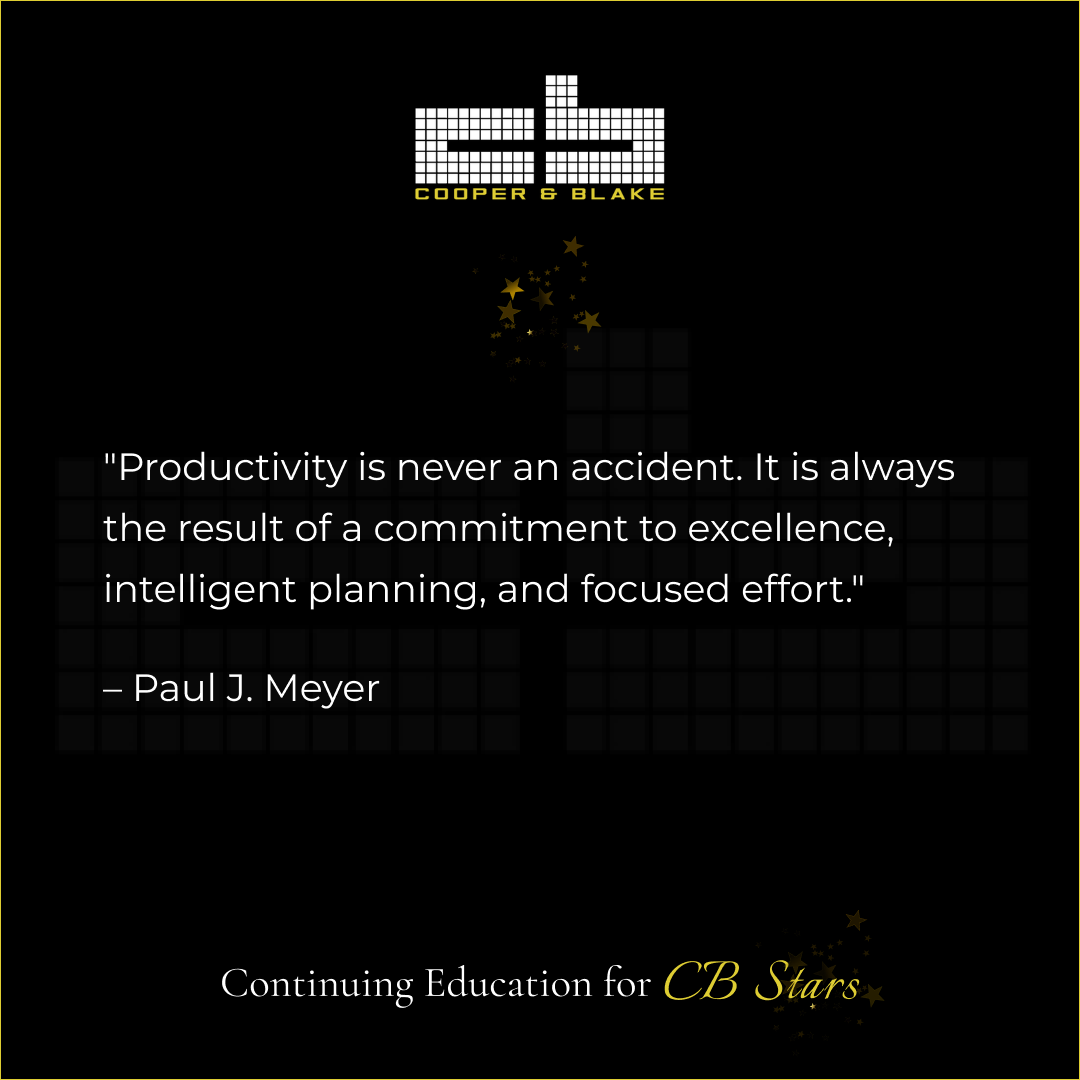 cb
COOPER & BLAKE
"Productivity is never an accident. It is always
the result of a commitment to excellence,
intelligent planning, and focused effort."
– Paul J. Meyer
Continuing Education for CB Stars